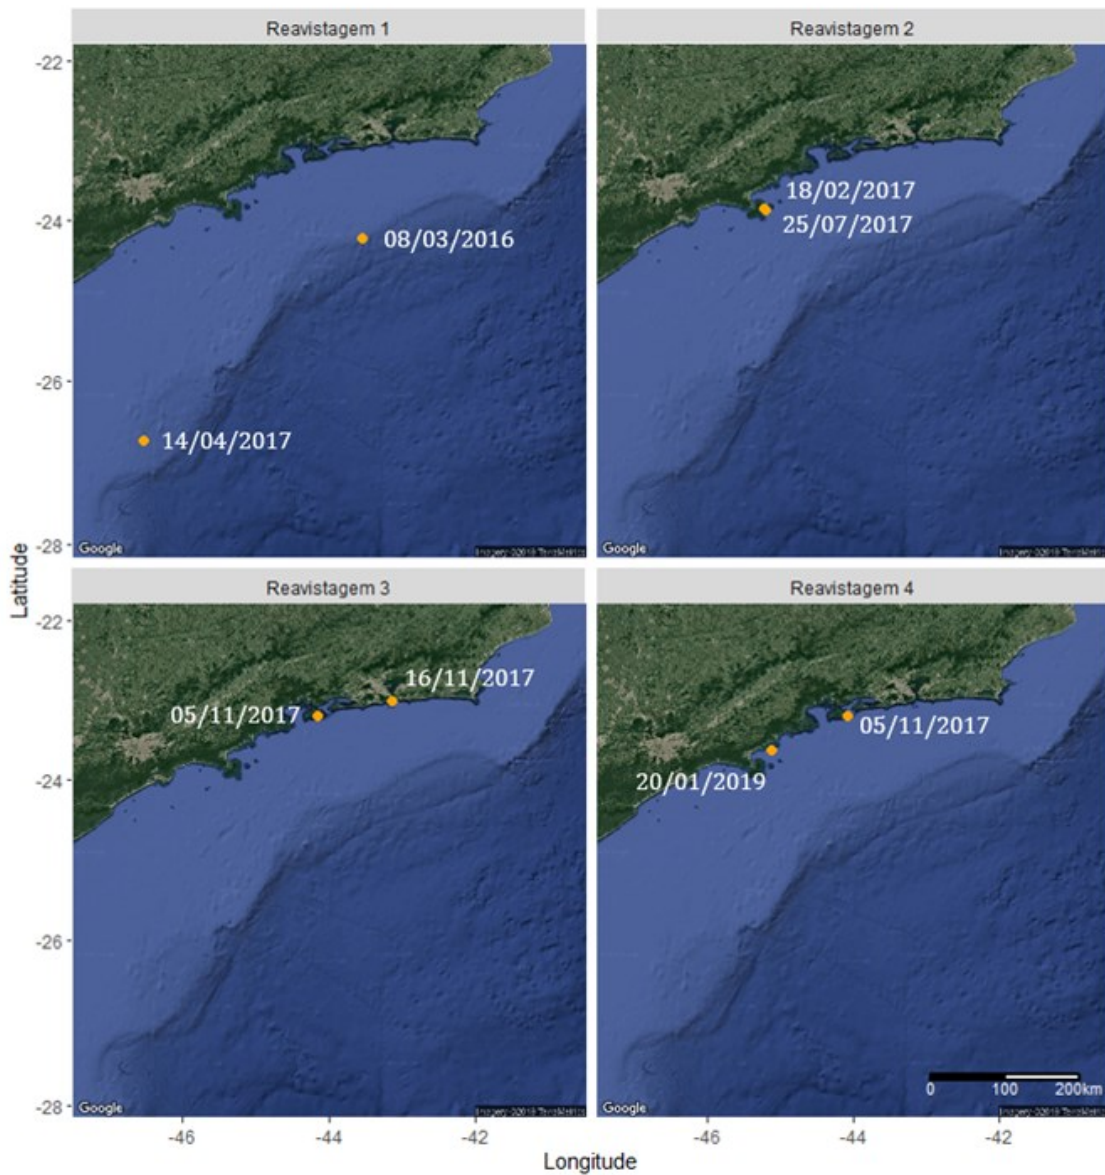 Reavistagem 1
Reavistagem 2
-22
-24
-26
-28
08/03/2016
14/04/2017
Google
18/02/2017
25/07/2017
Google
Latitude
Reavistagem 3
Reavistagem 4
-22
-24
-26
-28
16/11/2017
05/11/2017
Google
05/11/2017
20/01/2019
0 100 200km
Google
-46 -44 -42
-46 -44 -42
Longitude